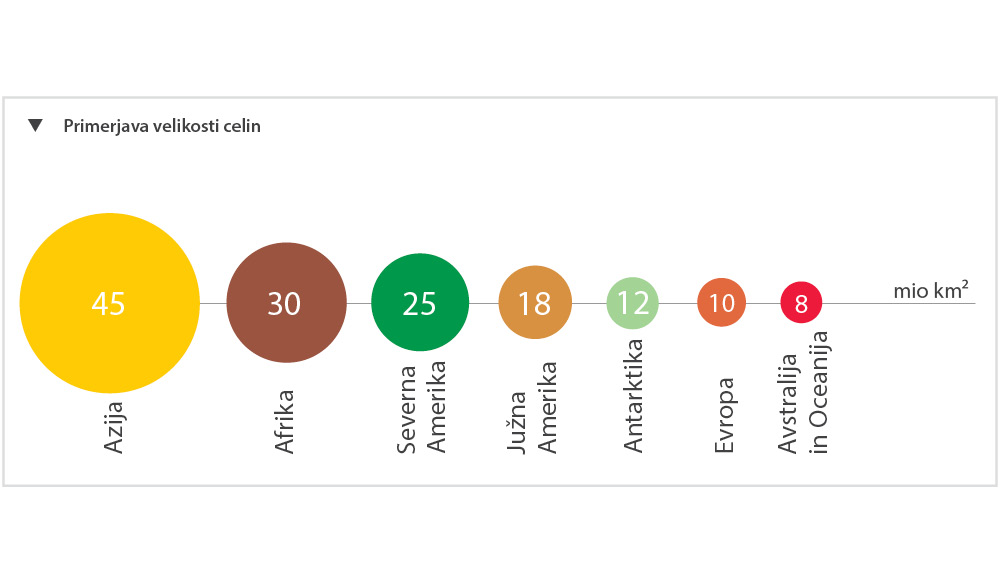 ▼ Primerjava velikosti celin
45
30
25
18
12
10
8
mio km²
Azija
Afrika
Severna
Amerika
Južna
Amerika
Antarktika
Evropa
Avstralija
in Oceanija